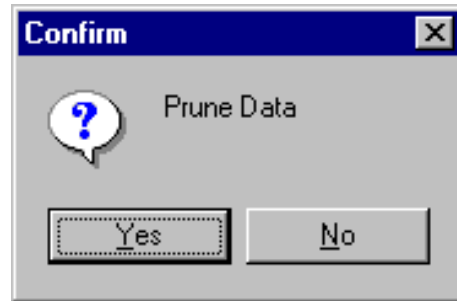 Confirm
Prune Data
Yes
No